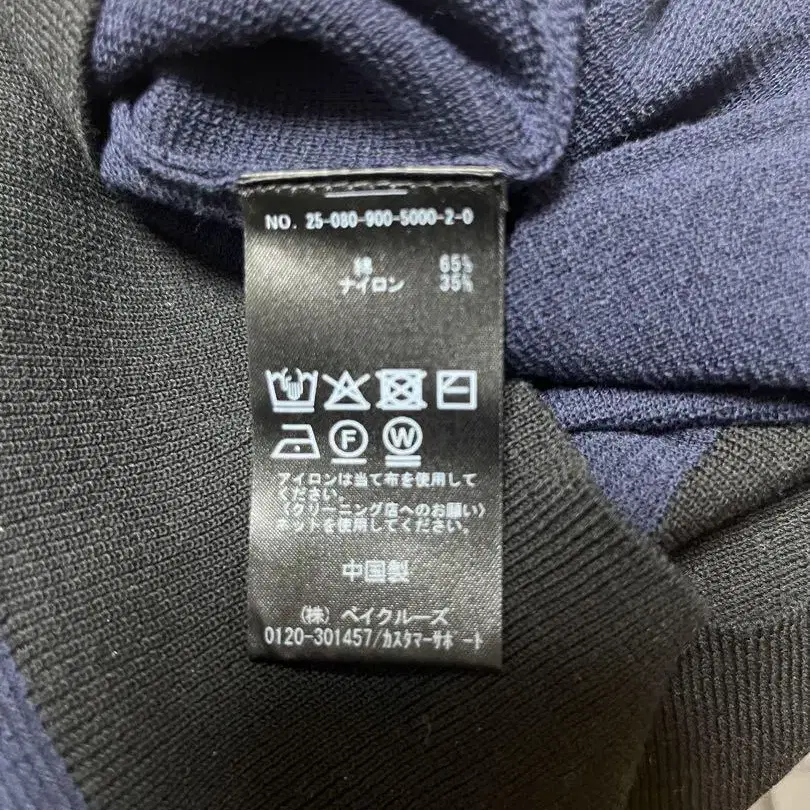 NO. 25-080-900-5000-2-0
綿 65%
ナイロン 35%
F W
アイロンは当て布を使用して
ください。
〈クリーニング店へのお願い〉
ネットを使用してください。
中国製
(株) ベイクルーズ
0120-301457/カスタマーサポート